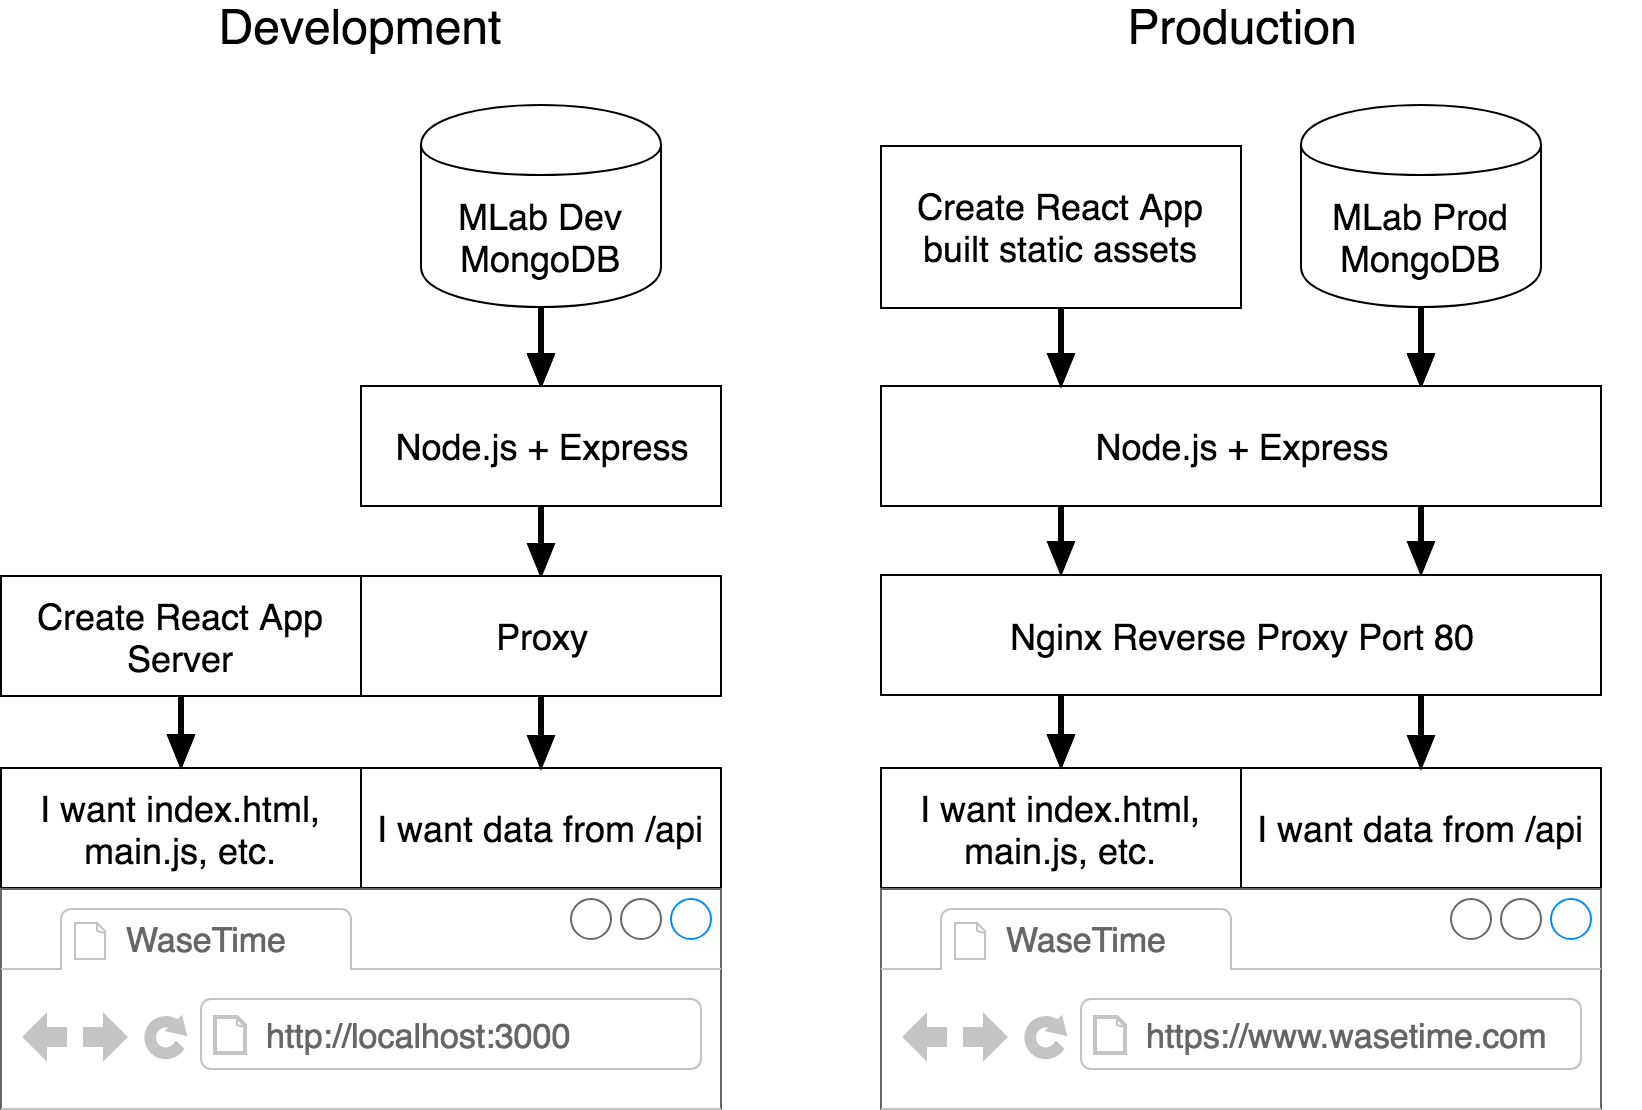 Development
MLab Dev
MongoDB
Node.js + Express
Create React App
Server
Proxy
I want index.html,
main.js, etc.
I want data from /api
WaseTime
http://localhost:3000
Production
Create React App
built static assets
MLab Prod
MongoDB
Node.js + Express
Nginx Reverse Proxy Port 80
I want index.html,
main.js, etc.
I want data from /api
WaseTime
https://www.wasetime.com